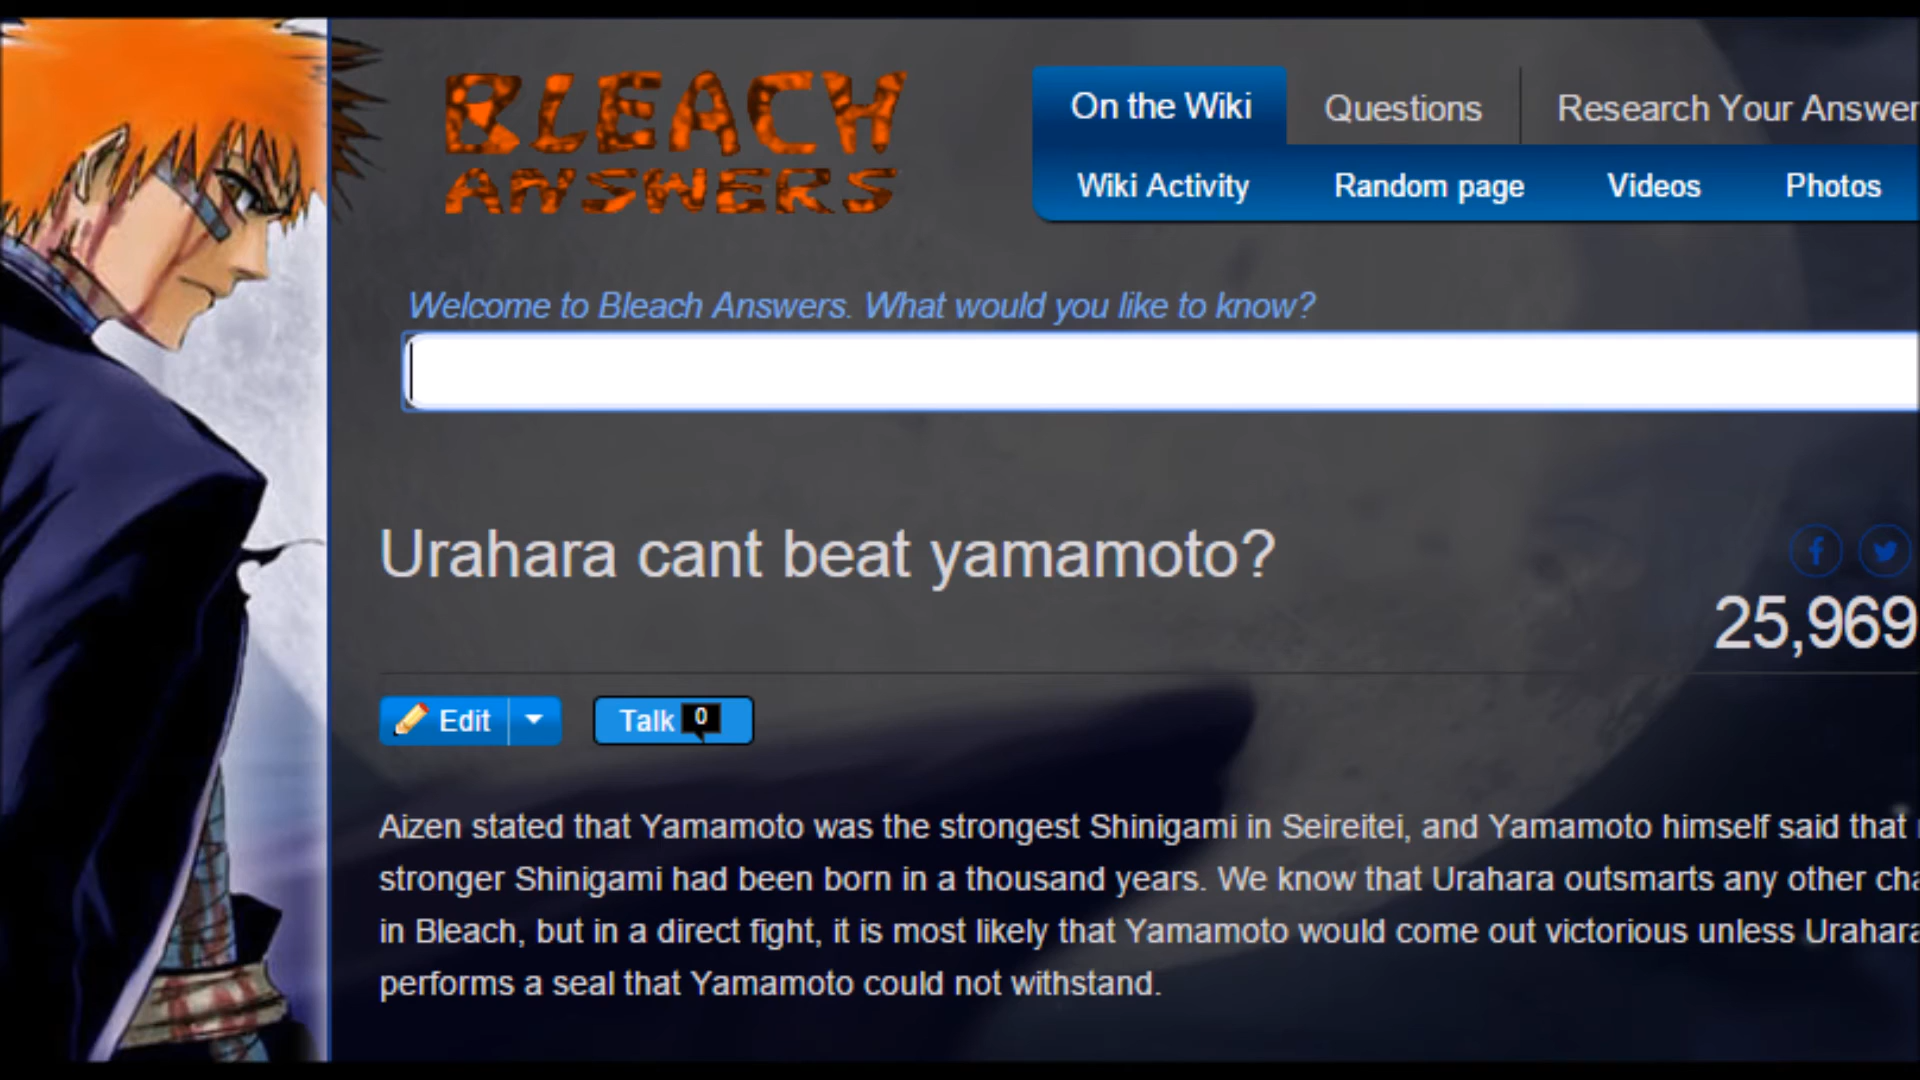 BLEACH
ANSWERS
On the Wiki
Questions
Research Your Answer
Wiki Activity
Random page
Videos
Photos
Welcome to Bleach Answers. What would you like to know?
Urahara cant beat yamamoto?
25,969
Edit
Talk 0
Aizen stated that Yamamoto was the strongest Shinigami in Seireitei, and Yamamoto himself said that
stronger Shinigami had been born in a thousand years. We know that Urahara outsmarts any other
in Bleach, but in a direct fight, it is most likely that Yamamoto would come out victorious unless Urahara
performs a seal that Yamamoto could not withstand.